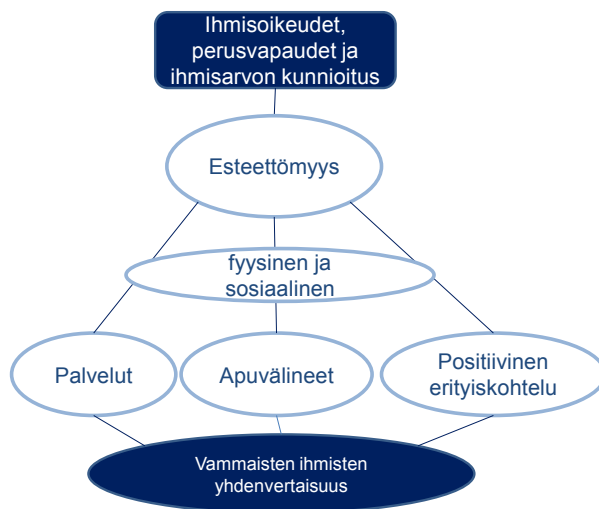 Ihmisoikeudet,
perusvapaudet ja
ihmisarvon kunnioitus
Esteettömyys
fyysinen ja
sosiaalinen
Palvelut
Apuvälineet
Positiivinen
erityiskohtelu
Vammaisten ihmisten
yhdenvertaisuus